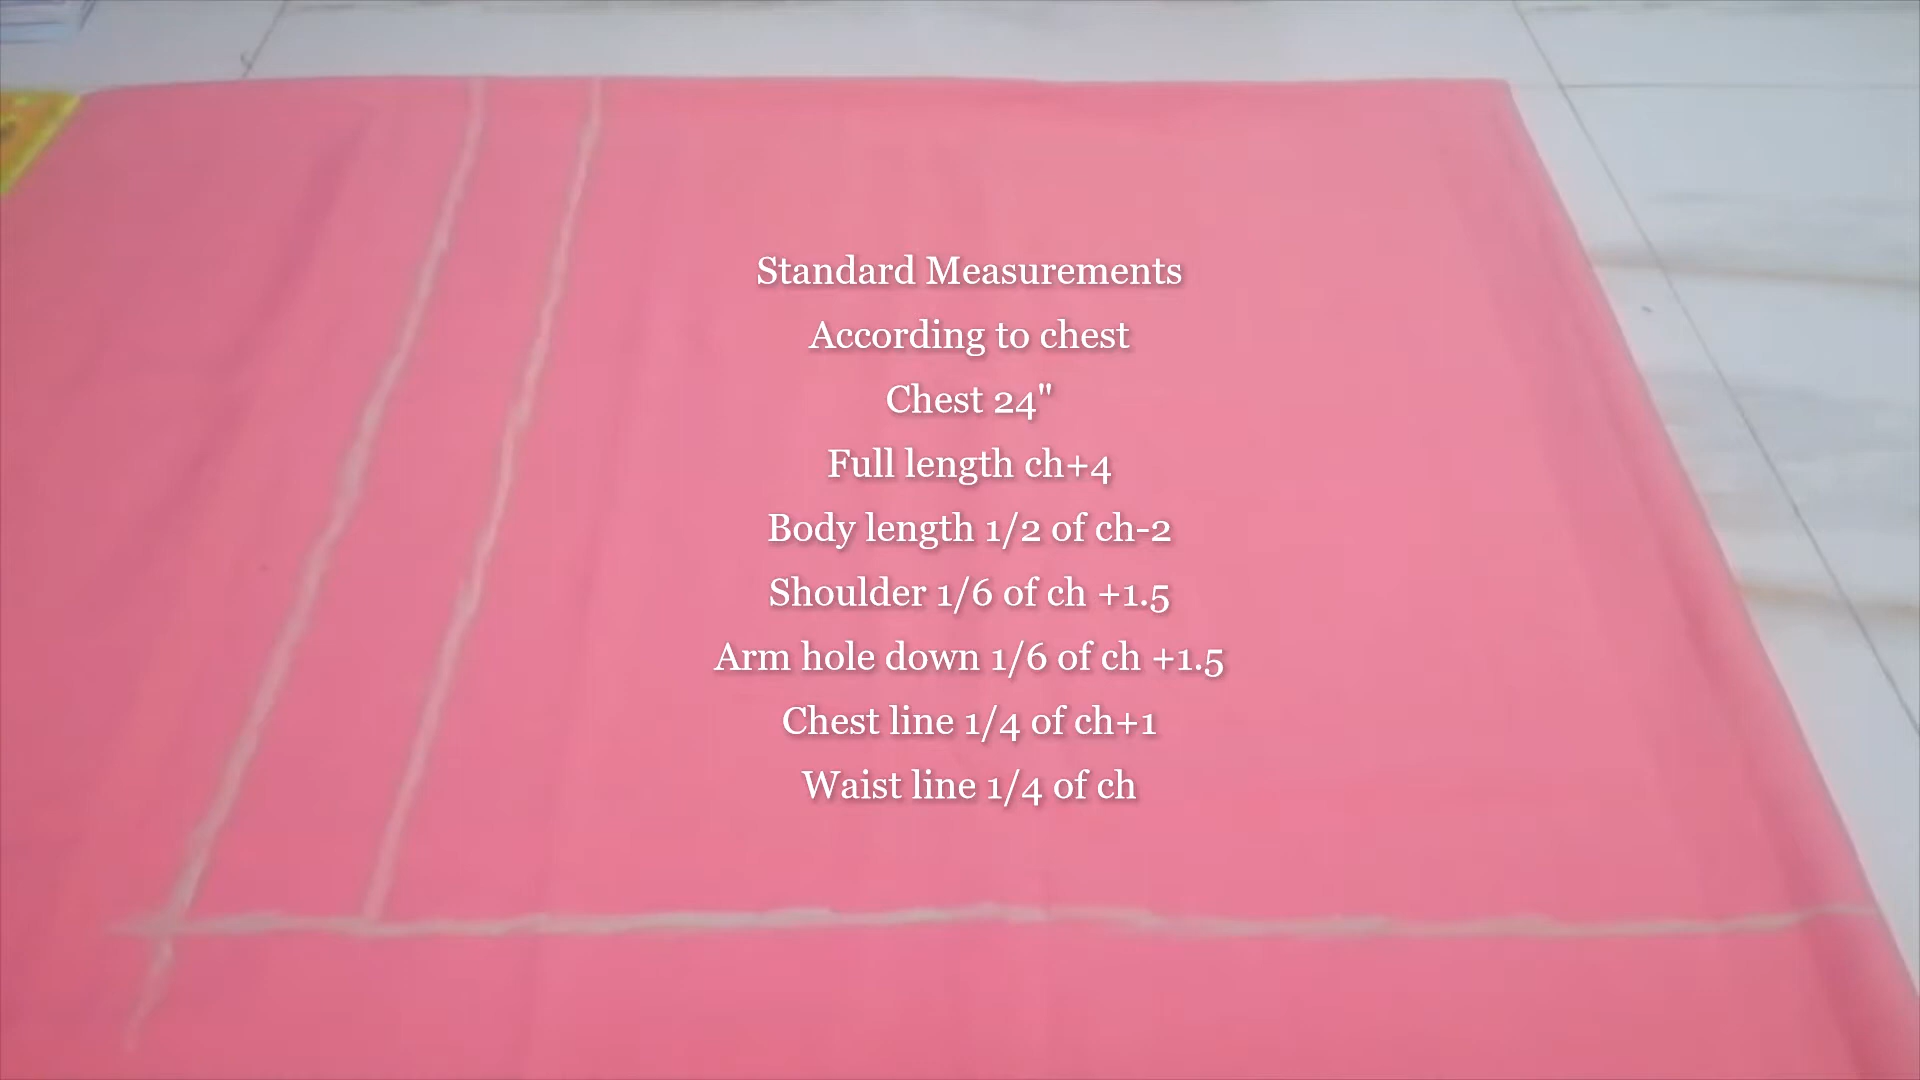 Standard Measurements
According to chest
Chest 24"
Full length ch+4
Body length 1/2 of ch-2
Shoulder 1/6 of ch +1.5
Arm hole down 1/6 of ch +1.5
Chest line 1/4 of ch+1
Waist line 1/4 of ch